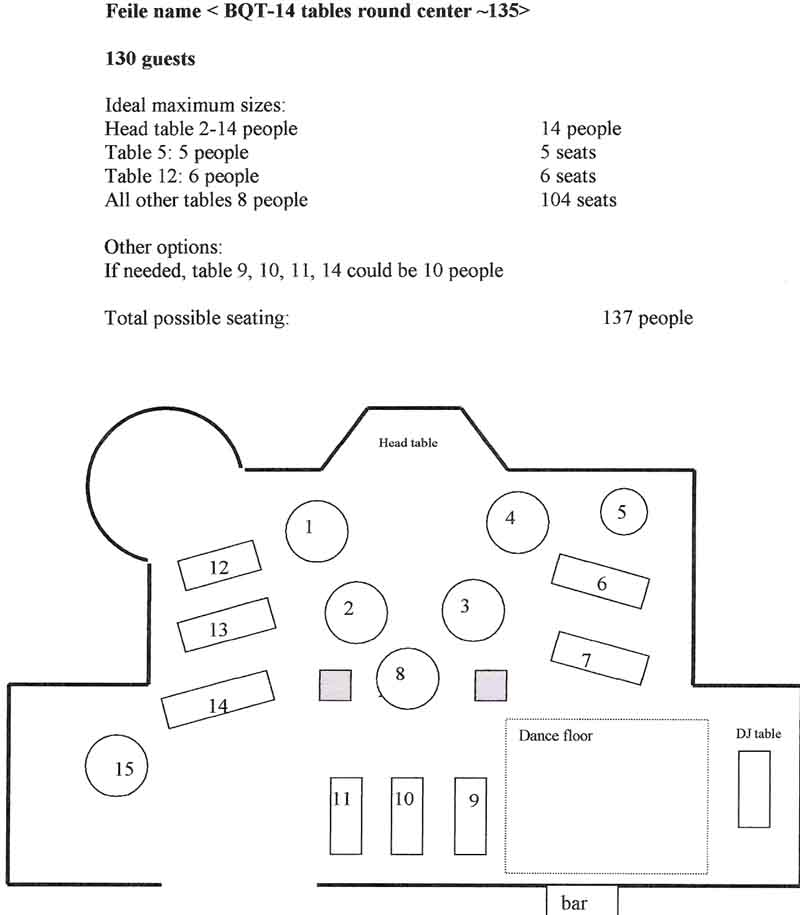 Feile name < BQT-14 tables round center ~135>
130 guests
Ideal maximum sizes:
Head table 2-14 people 14 people
Table 5: 5 people 5 seats
Table 12: 6 people 6 seats
All other tables 8 people 104 seats
Other options:
If needed, table 9, 10, 11, 14 could be 10 people
Total possible seating: 137 people
Head table
1
4
5
12
6
2
3
13
7
8
14
Dance floor
DJ table
15
11
10
9
bar